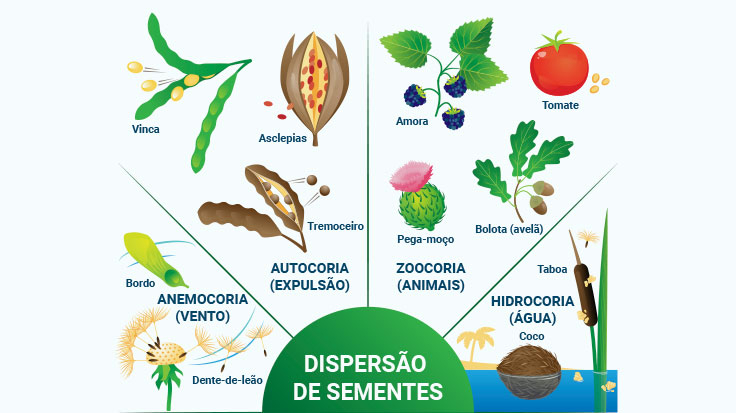 Vinca
Asclepias
Tremoceiro
AUTOCORIA
(EXPULSÃO)
Amora
Tomate
Pega-moço
Bolota (avelã)
ZOOCORIA
(ANIMAIS)
Bordo
ANEMOCORIA
(VENTO)
Dente-de-leão
Taboa
HIDROCORIA
(ÁGUA)
Coco
DISPERSÃO
DE SEMENTES